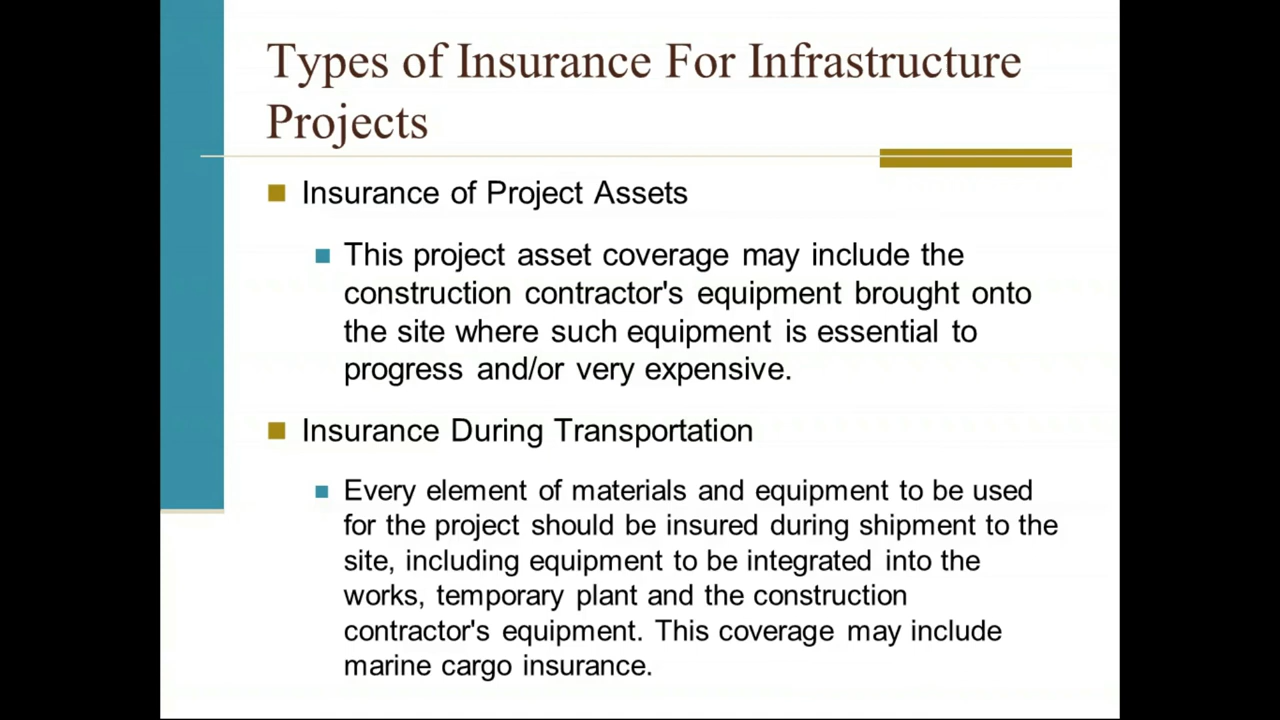 Types of Insurance For Infrastructure
Projects
Insurance of Project Assets
This project asset coverage may include the
construction contractor's equipment brought onto
the site where such equipment is essential to
progress and/or very expensive.
Insurance During Transportation
Every element of materials and equipment to be used
for the project should be insured during shipment to the
site, including equipment to be integrated into the
works, temporary plant and the construction
contractor's equipment. This coverage may include
marine cargo insurance.